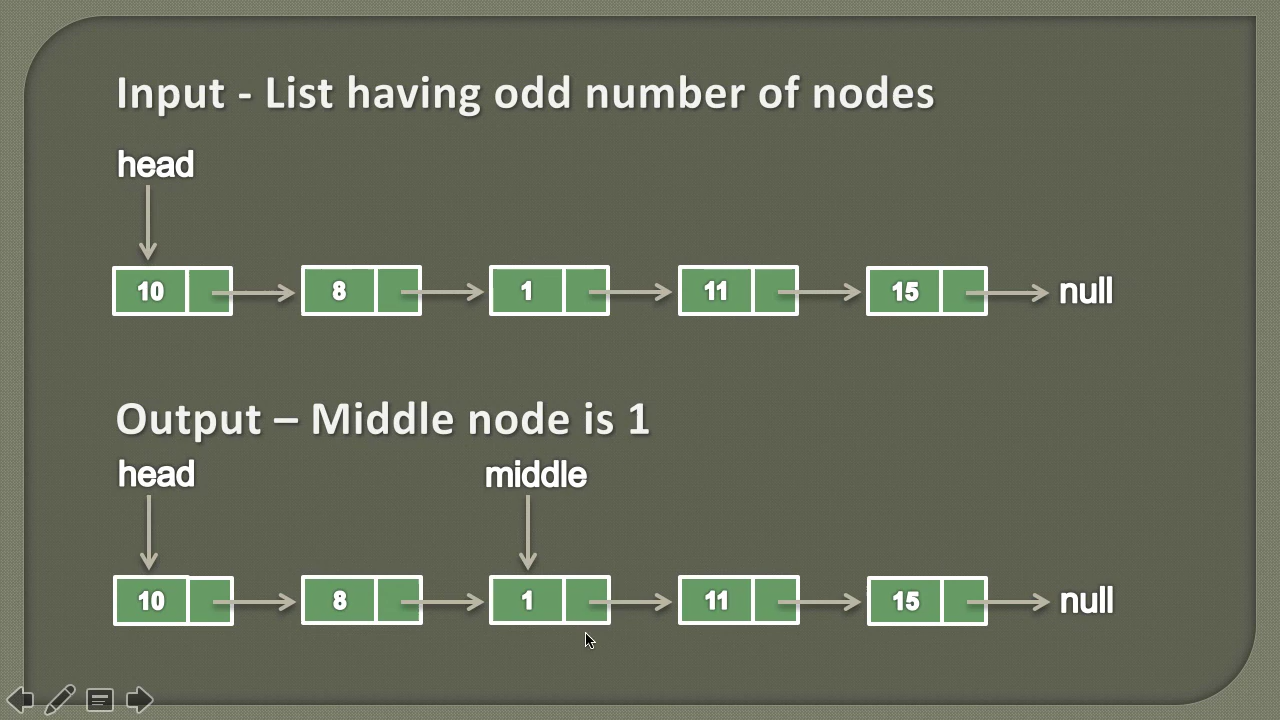 Input - List having odd number of nodes
head
10 8 1 11 15 null
Output – Middle node is 1
head middle
10 8 1 11 15 null